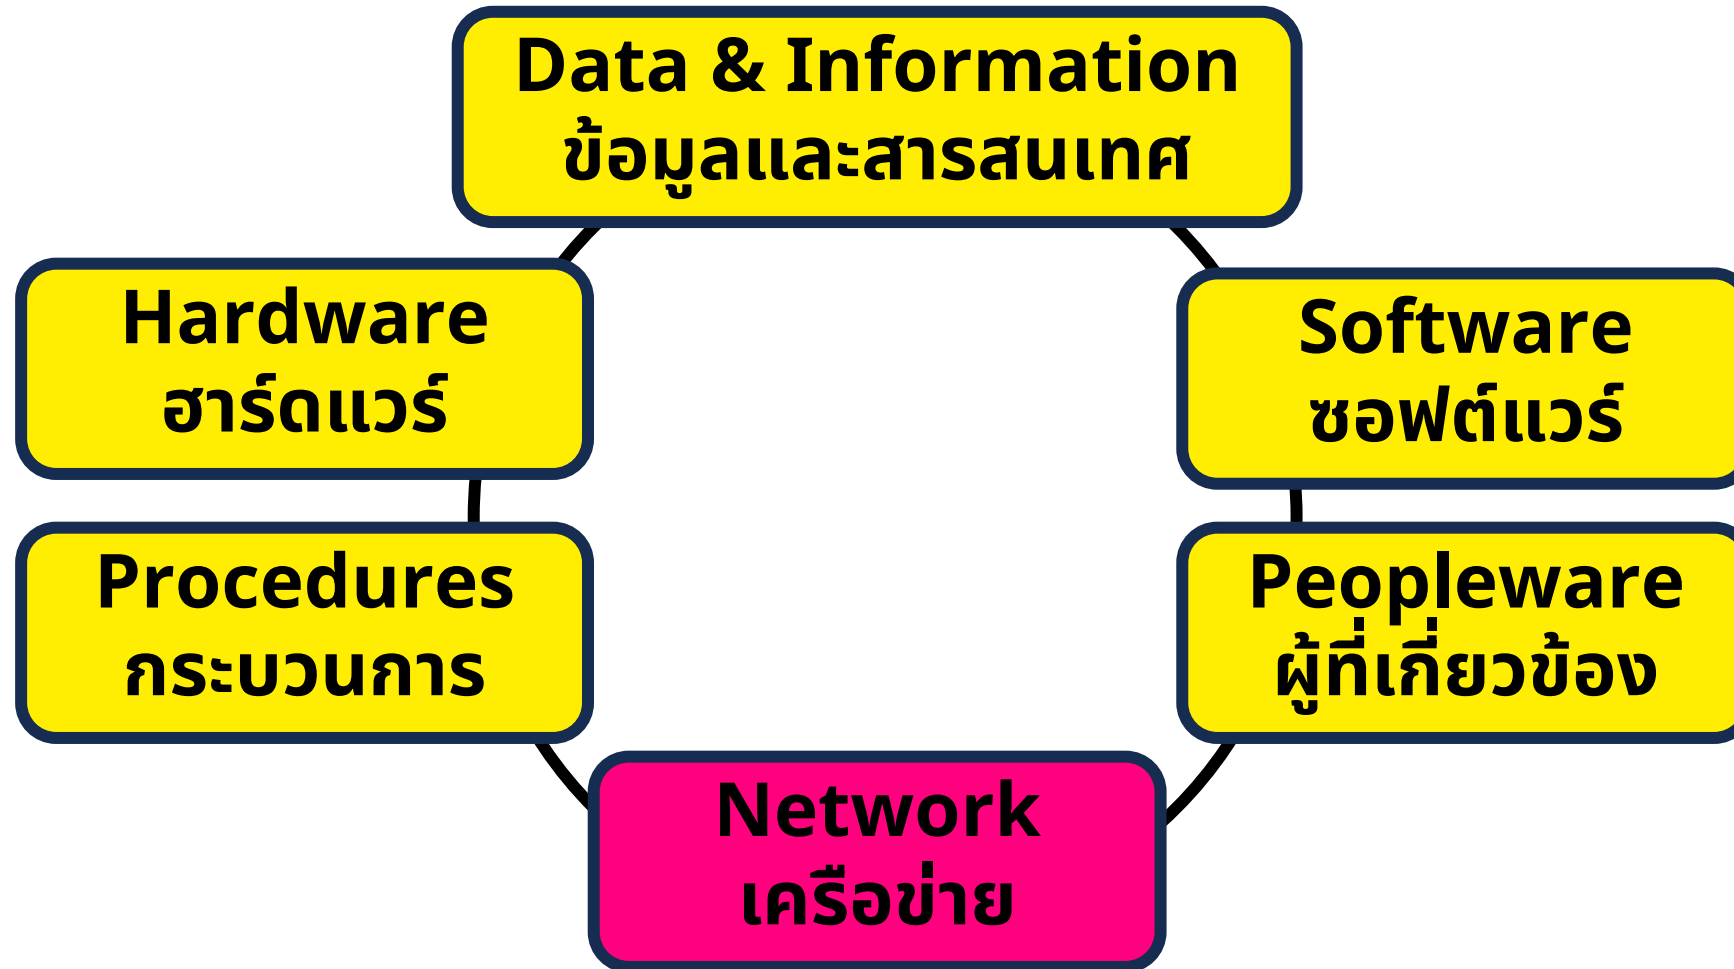 Data & Information
ข้อมูลและสารสนเทศ
Hardware
ฮาร์ดแวร์
Software
ซอฟต์แวร์
Procedures
กระบวนการ
Peopleware
ผู้ที่เกี่ยวข้อง
Network
เครือข่าย